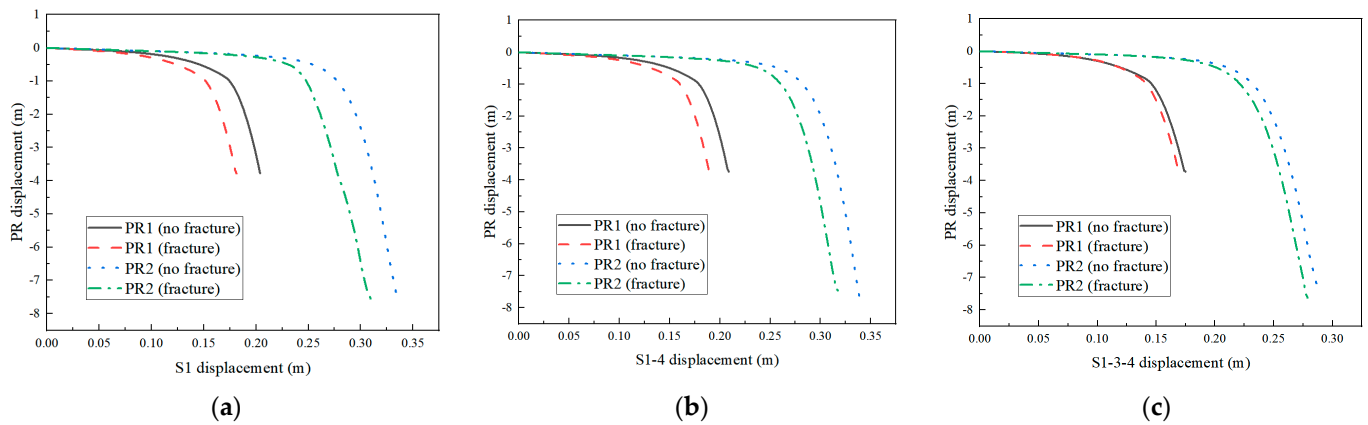 1
0
-1
-2
-3
-4
-5
-6
-7
-8
PR displacement (m)
PR1 (no fracture)
PR1 (fracture)
PR2 (no fracture)
PR2 (fracture)
0.00 0.05 0.10 0.15 0.20 0.25 0.30 0.35
S1 displacement (m)
(a)
1
0
-1
-2
-3
-4
-5
-6
-7
-8
PR displacement (m)
PR1 (no fracture)
PR1 (fracture)
PR2 (no fracture)
PR2 (fracture)
0.00 0.05 0.10 0.15 0.20 0.25 0.30 0.35
S1-4 displacement (m)
(b)
1
0
-1
-2
-3
-4
-5
-6
-7
-8
PR displacement (m)
PR1 (no fracture)
PR1 (fracture)
PR2 (no fracture)
PR2 (fracture)
0.00 0.05 0.10 0.15 0.20 0.25 0.30
S1-3-4 displacement (m)
(c)